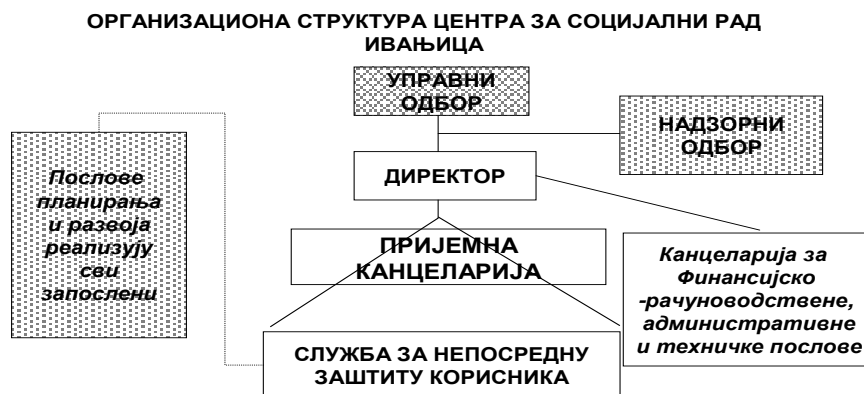 ОРГАНИЗАЦИОНА СТРУКТУРА ЦЕНТРА ЗА СОЦИЈАЛНИ РАД
ИВАЊИЦА
УПРАВНИ
ОДБОР
НАДЗОРНИ
ОДБОР
Послове
планирања
и развоја
реализују
сви
запослени
ДИРЕКТОР
ПРИЈЕМНА
КАНЦЕЛАРИЈА
Канцеларија за
Финансијско
-рачуноводствене,
административне
и техничке послове
СЛУЖБА ЗА НЕПОСРЕДНУ
ЗАШТИТУ КОРИСНИКА